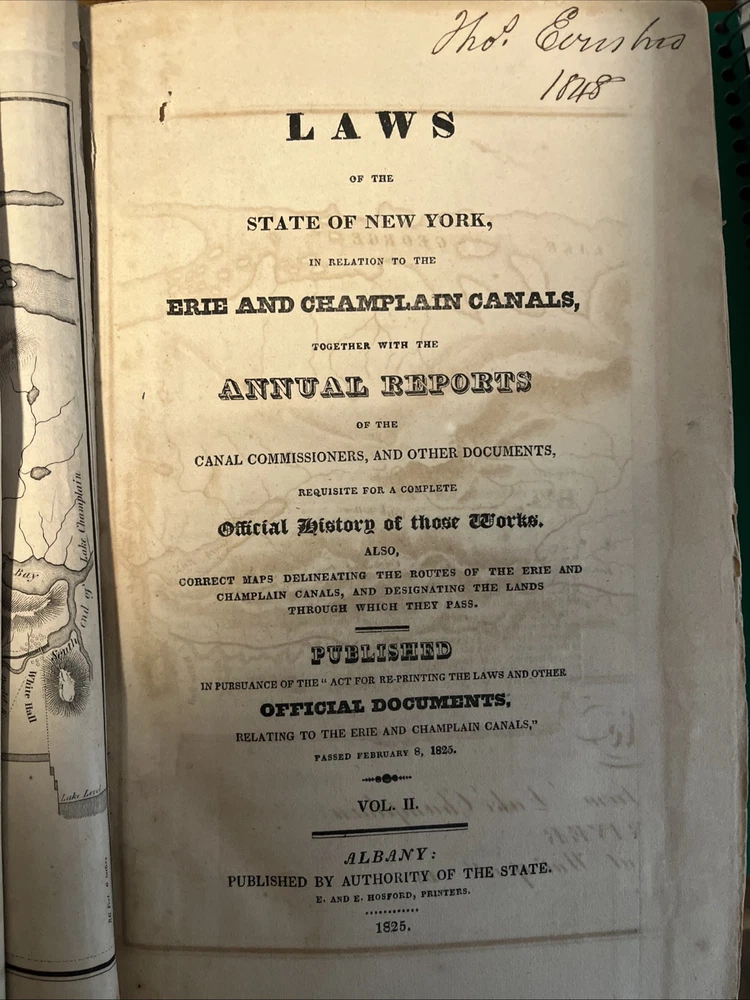 Thos.
1848
LAWS
OF THE
STATE OF NEW YORK,
IN RELATION TO THE
ERIE AND CHAMPLAIN CANALS,
TOGETHER WITH THE
ANNUAL REPORTS
OF THE
CANAL COMMISSIONERS, AND OTHER DOCUMENTS,
REQUISITE FOR A COMPLETE
Official History of those Works.
ALSO,
CORRECT MAPS DELINEATING THE ROUTES OF THE ERIE AND
CHAMPLAIN CANALS, AND DESIGNATING THE LANDS
THROUGH WHICH THEY PASS.
PUBLISHED
IN PURSUANCE OF THE "ACT FOR RE-PRINTING THE LAWS AND OTHER
OFFICIAL DOCUMENTS,
RELATING TO THE ERIE AND CHAMPLAIN CANALS,"
PASSED FEBRUARY 8, 1825.
VOL. II.
ALBANY:
PUBLISHED BY AUTHORITY OF THE STATE.
E. AND E. HOSFORD, PRINTERS.
1825.
Bay
South end of Lake Champlain
White Hall
Lake Level